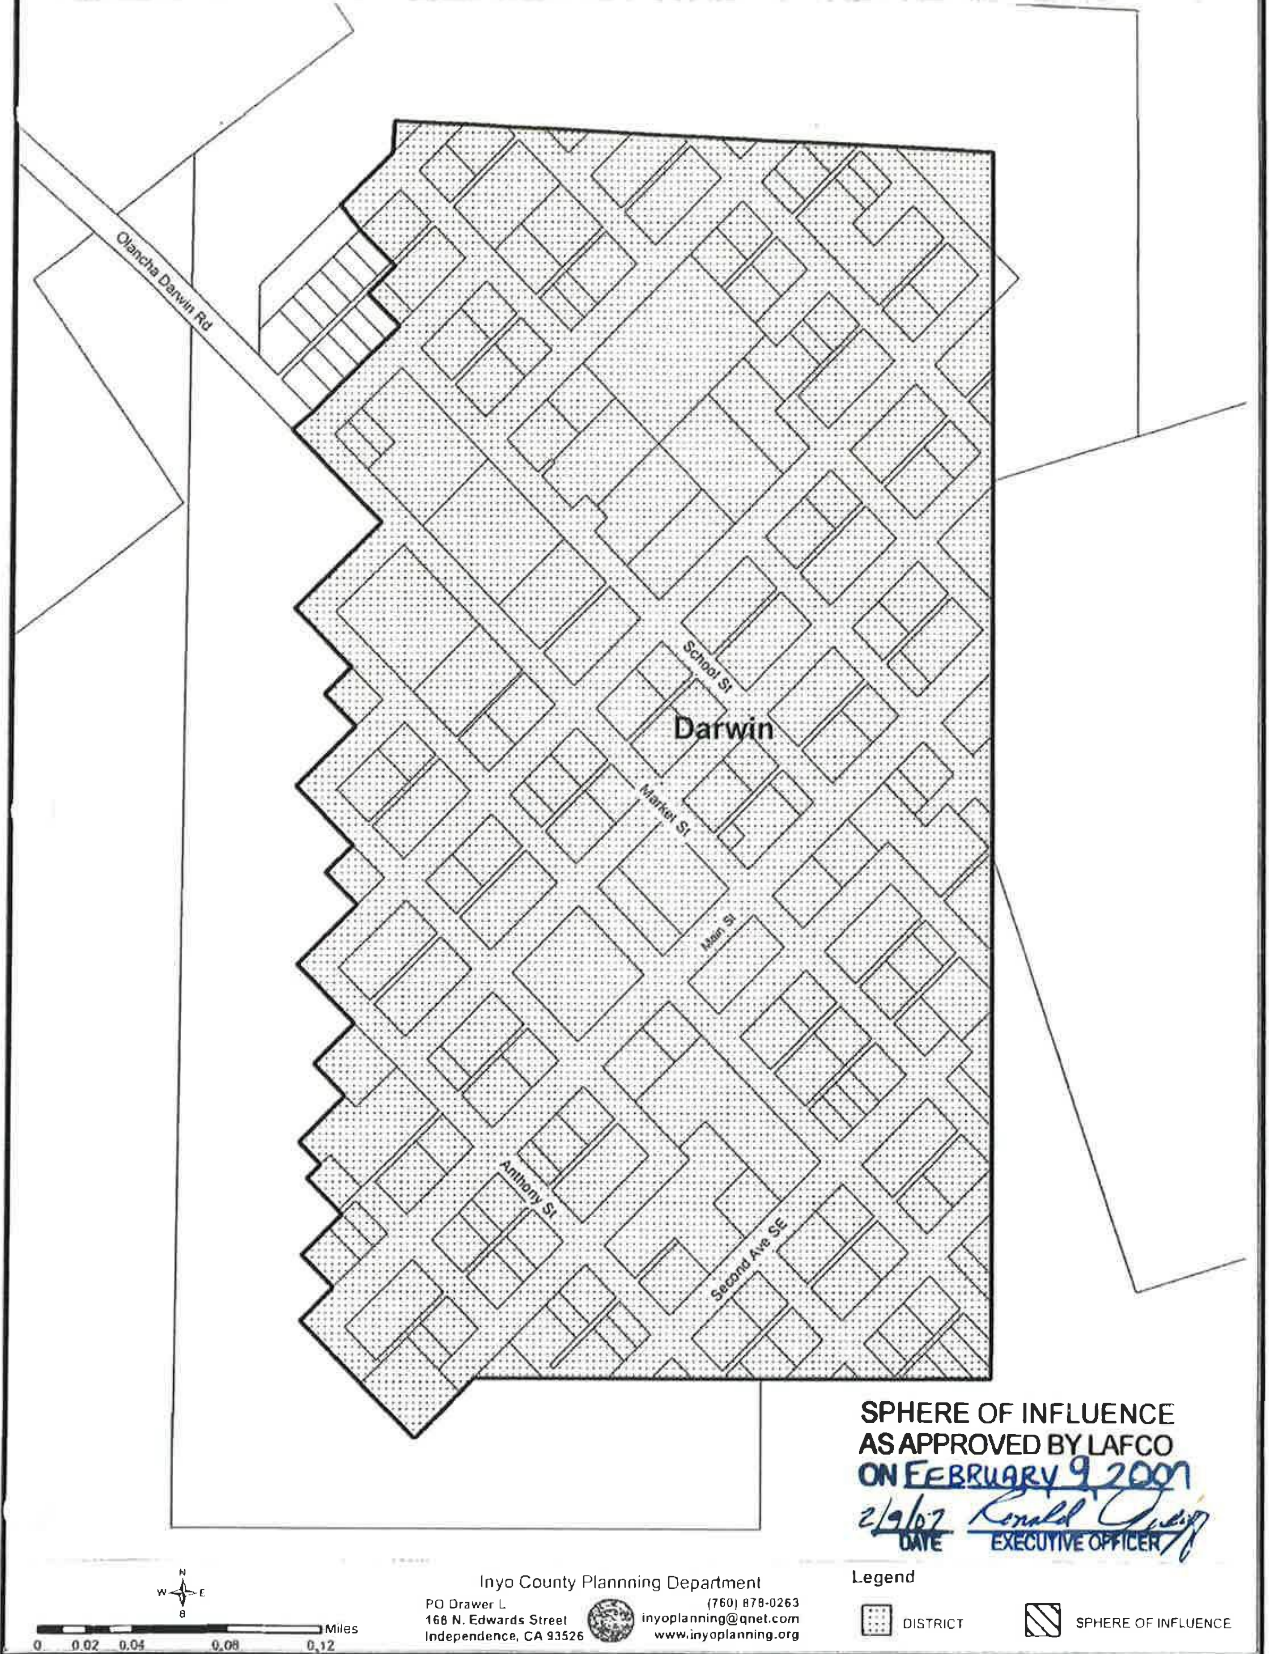 Olancha Darwin Rd
School St
Darwin
Market St
Main St
Anthony St
Second Ave SE
SPHERE OF INFLUENCE
AS APPROVED BY LAFCO
ON FEBRUARY 9, 2007
2/9/07 Ronald
DATE EXECUTIVE OFFICER
N
W E
S
Miles
0 0.02 0.04 0.08 0.12
Inyo County Plannning Department
PO Drawer L (760) 878-0263
168 N. Edwards Street inyoplanning@qnet.com
Independence, CA 93526 www.inyoplanning.org
Legend
DISTRICT
SPHERE OF INFLUENCE